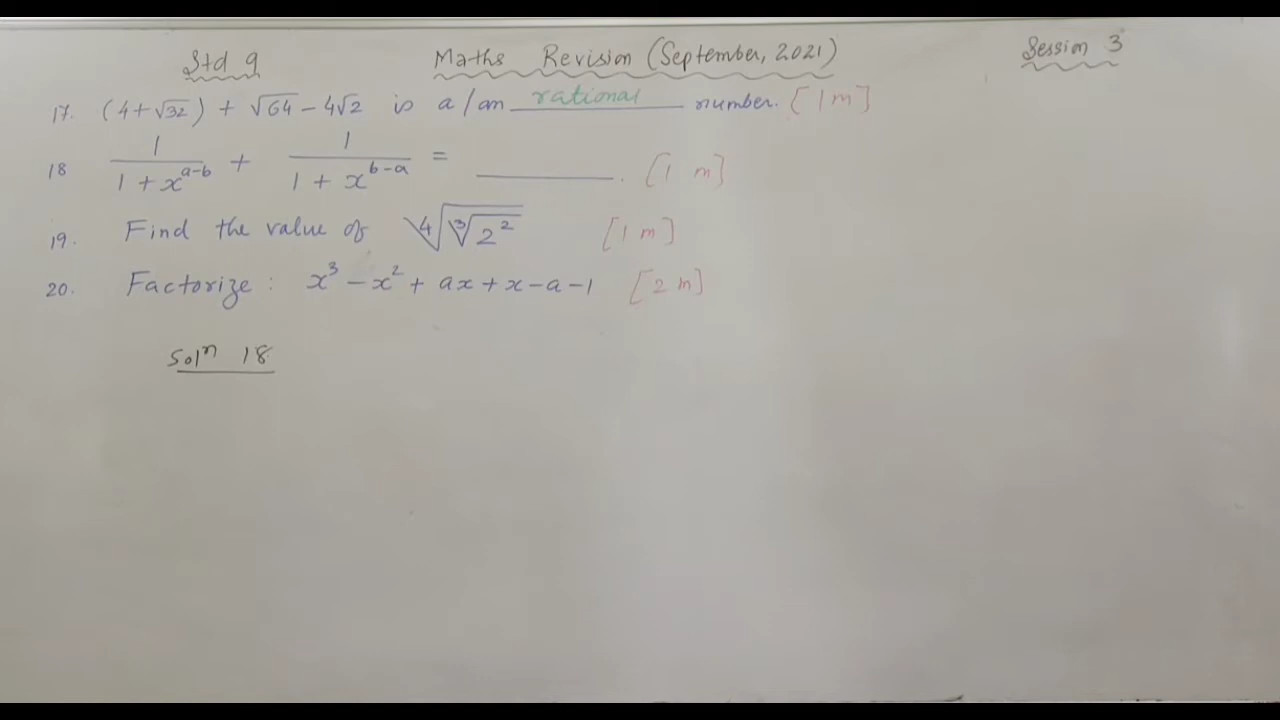 Std 9 Maths Revision (September, 2021) Session 3
17. (4+√32) + √64 - 4√2 is a/an rational number. [1m]
18 1/(1 + x^(a-b)) + 1/(1 + x^(b-a)) = ________. [1 m]
19. Find the value of ⁴√(³√(2²)) [1 m]
20. Factorize : x³ - x² + ax + x - a - 1 [2 m]
Solⁿ 18